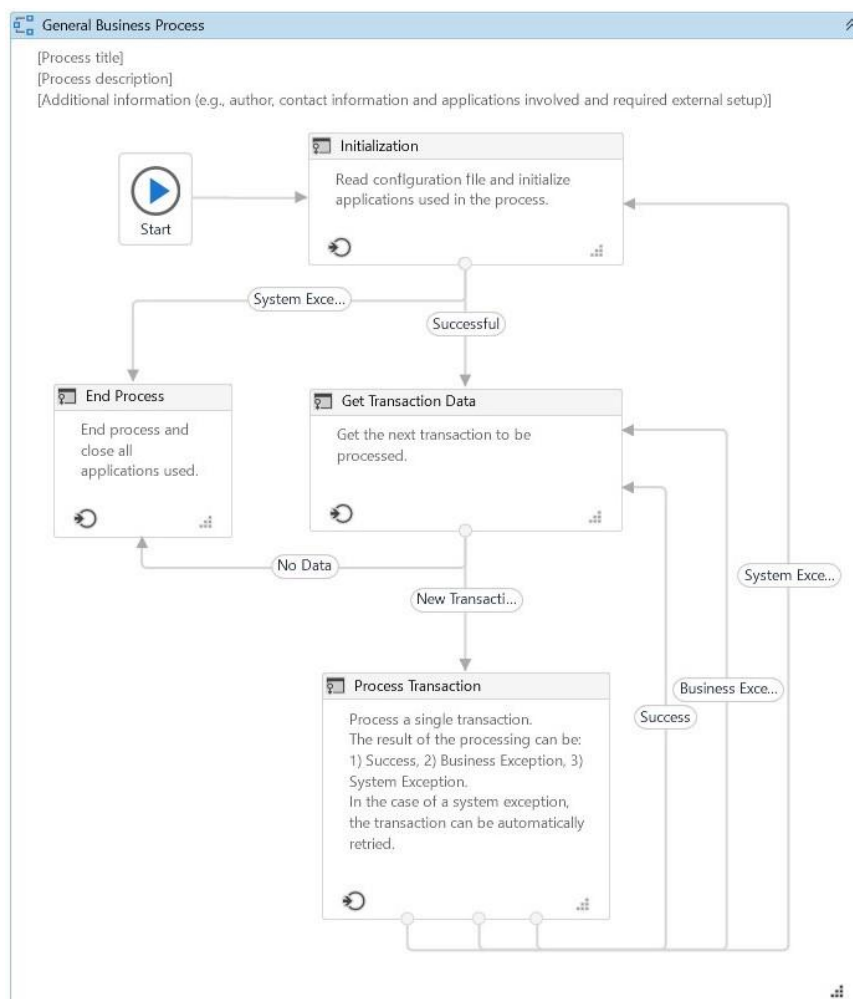 General Business Process
[Process title]
[Process description]
[Additional information (e.g., author, contact information and applications involved and required external setup)]
Initialization
Read configuration file and initialize
applications used in the process.
Start
System Exce...
Successful
End Process
End process and
close all
applications used.
Get Transaction Data
Get the next transaction to be
processed.
No Data
New Transacti...
System Exce...
Business Exce...
Success
Process Transaction
Process a single transaction.
The result of the processing can be:
1) Success, 2) Business Exception, 3)
System Exception.
In the case of a system exception,
the transaction can be automatically
retried.